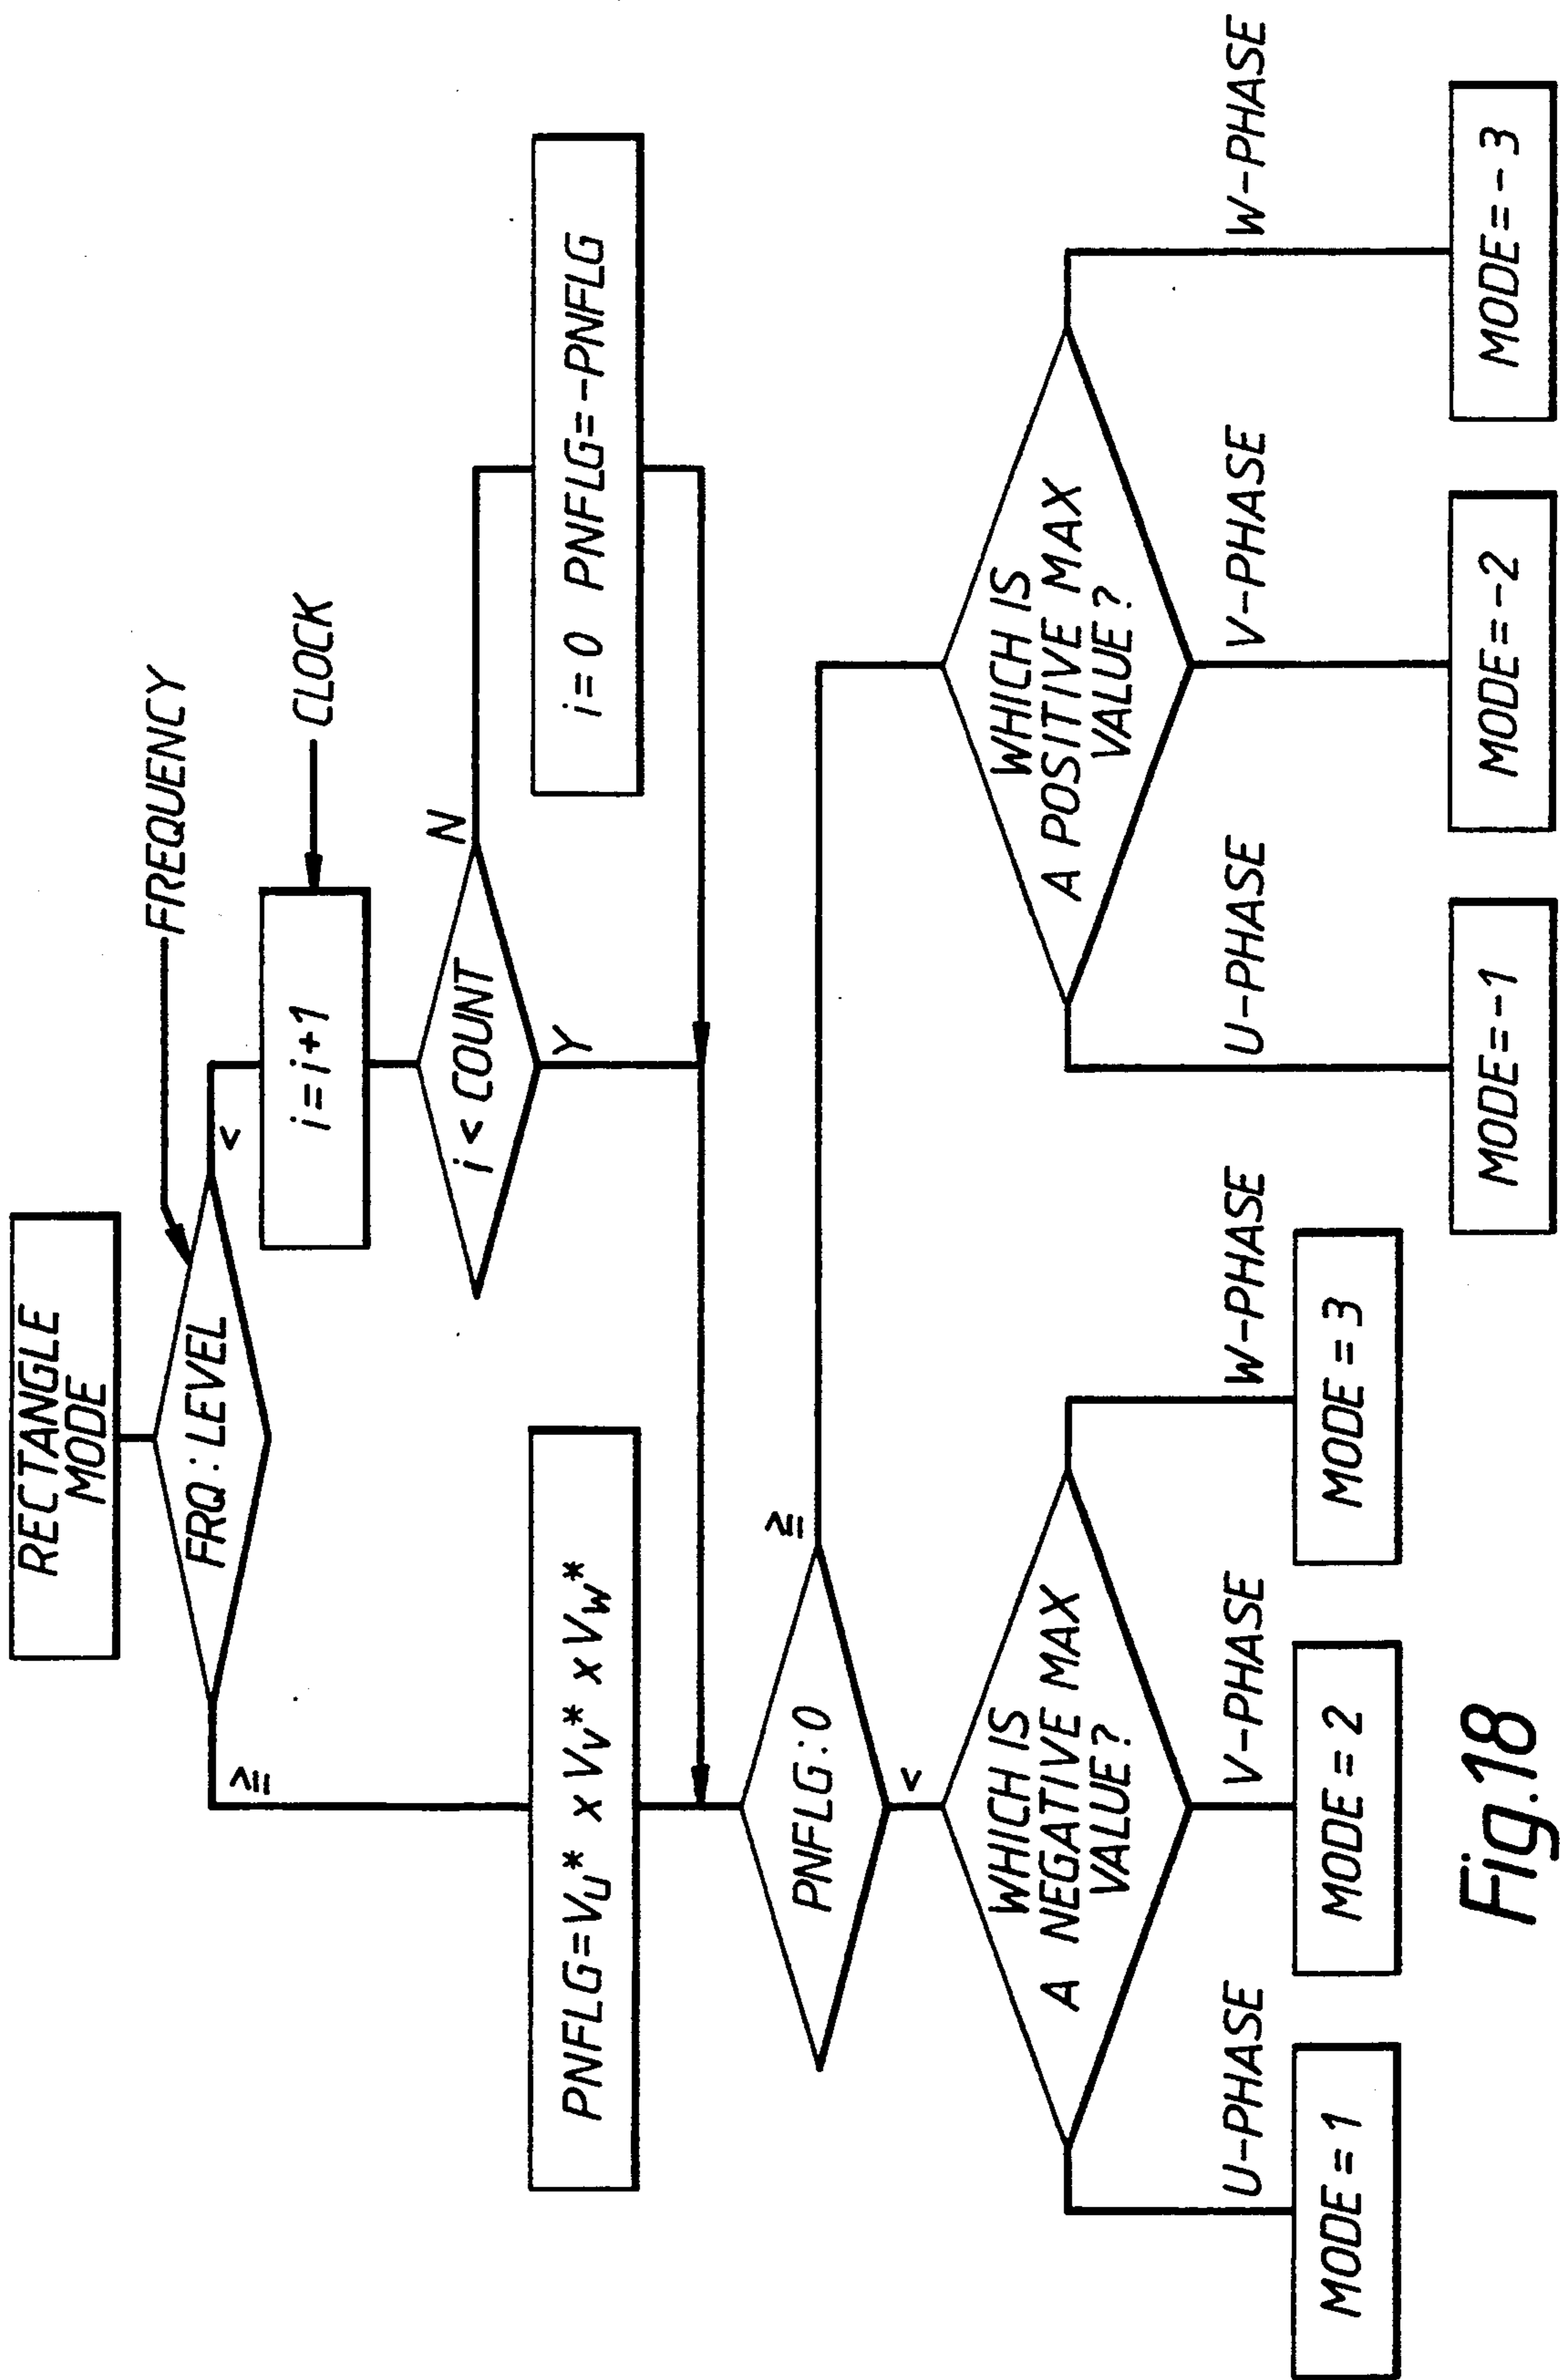 RECTANGLE
MODE
FREQUENCY
FRQ:LEVEL
≧
<
CLOCK
i=i+1
i < COUNT
N
Y
i=0 PNFLG=-PNFLG
PNFLG=VU* x VV* x VW*
PNFLG:0
≧
<
WHICH IS
A NEGATIVE MAX
VALUE?
WHICH IS
A POSITIVE MAX
VALUE?
U-PHASE
V-PHASE
W-PHASE
U-PHASE
V-PHASE
W-PHASE
MODE=1
MODE=2
MODE=3
MODE=-1
MODE=-2
MODE=-3
Fig.18